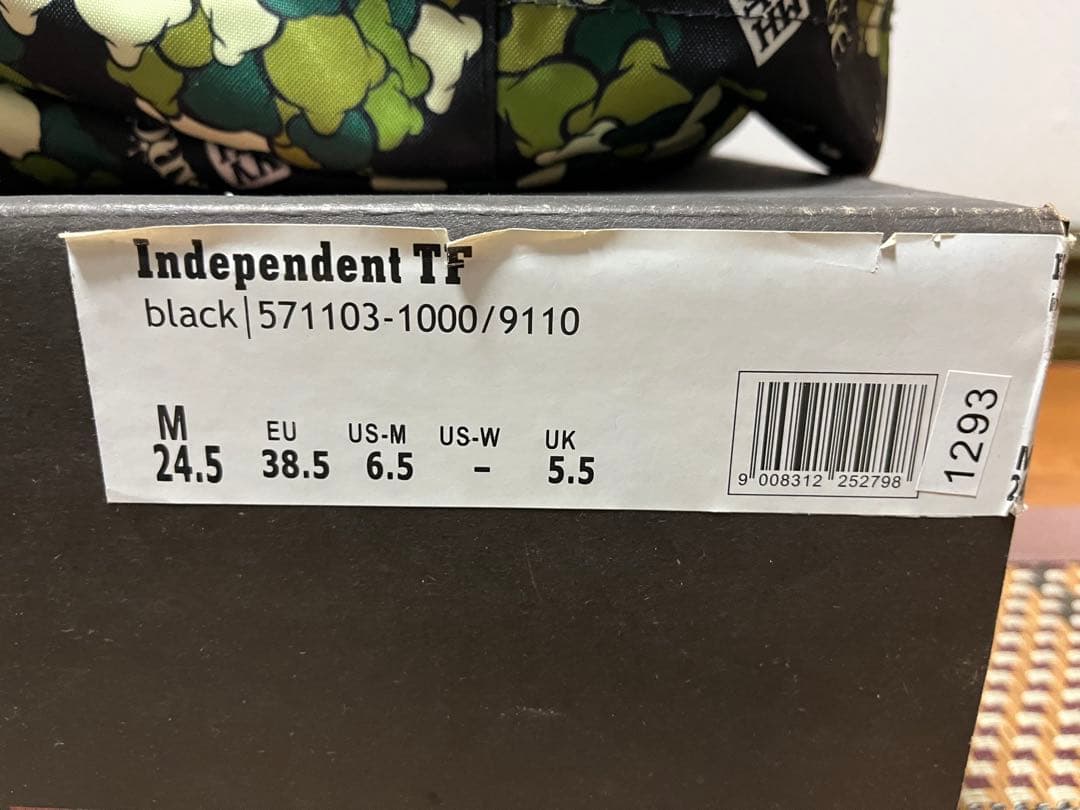 Independent TF
black|571103-1000/9110
M EU US-M US-W UK
24.5 38.5 6.5 – 5.5
9 008312 252798
1293